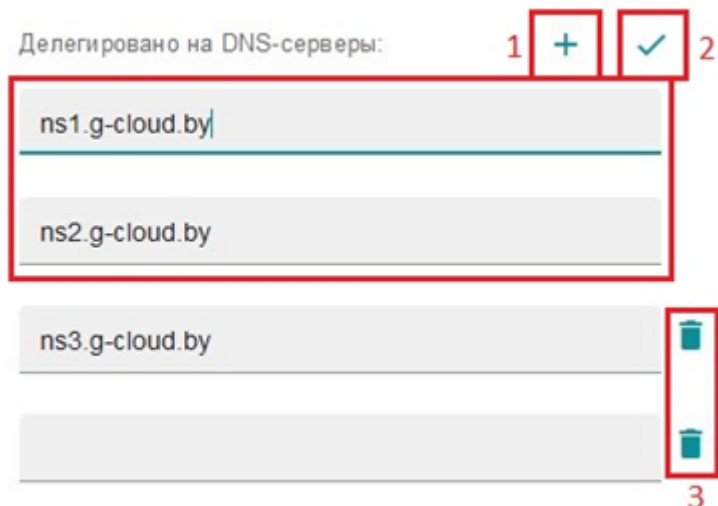 Делегировано на DNS-серверы:
1
2
ns1.g-cloud.by
ns2.g-cloud.by
ns3.g-cloud.by
3